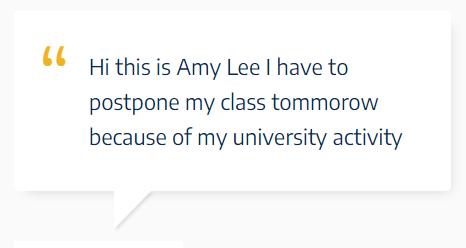 “ Hi this is Amy Lee I have to
postpone my class tommorow
because of my university activity